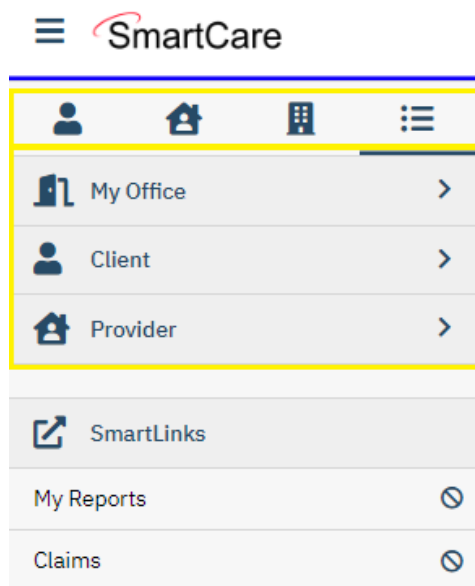 SmartCare
My Office
Client
Provider
SmartLinks
My Reports
Claims